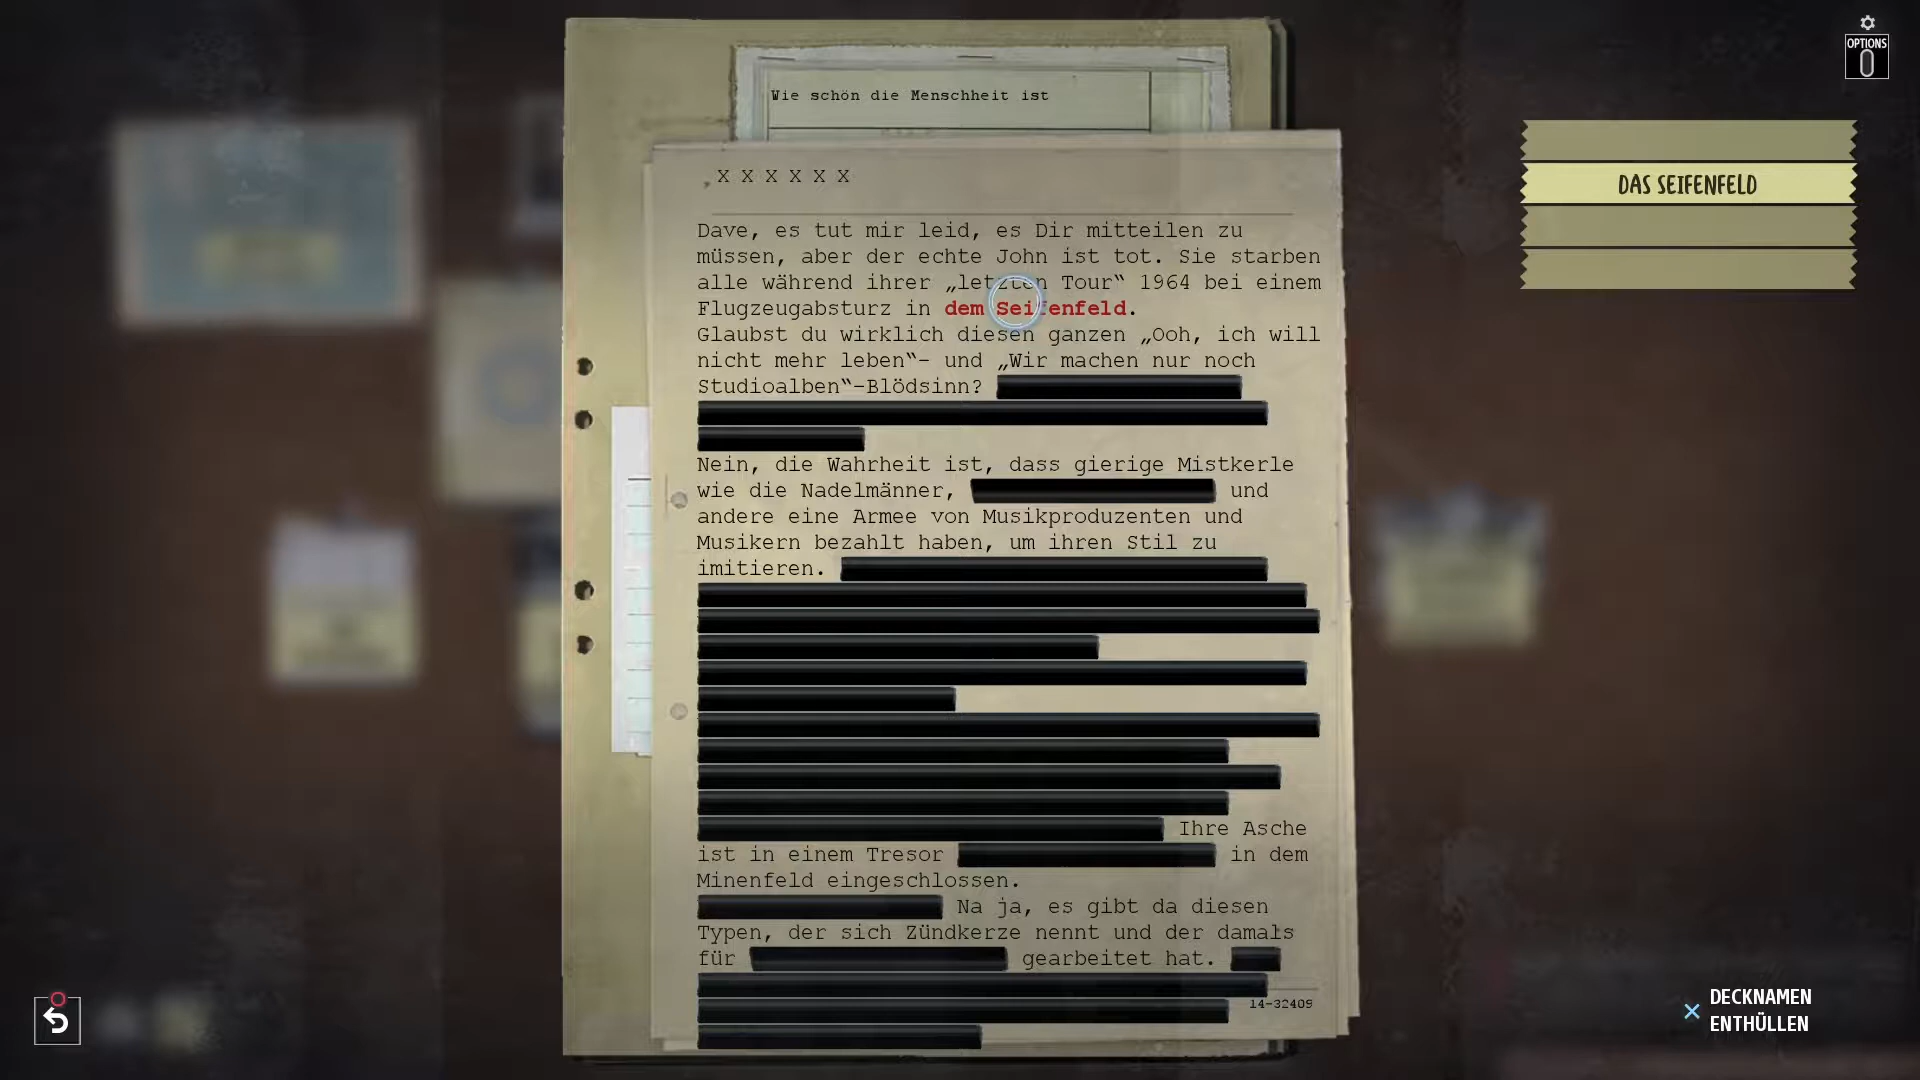 OPTIONS
Wie schön die Menschheit ist
DAS SEIFENFELD
X X X X X X
Dave, es tut mir leid, es Dir mitteilen zu
müssen, aber der echte John ist tot. Sie starben
alle während ihrer „letzten Tour“ 1964 bei einem
Flugzeugabsturz in dem Seifenfeld.
Glaubst du wirklich diesen ganzen „Ooh, ich will
nicht mehr leben“- und „Wir machen nur noch
Studioalben“-Blödsinn?
Nein, die Wahrheit ist, dass gierige Mistkerle
wie die Nadelmänner, und
andere eine Armee von Musikproduzenten und
Musikern bezahlt haben, um ihren Stil zu
imitieren.
Ihre Asche
ist in einem Tresor in dem
Minenfeld eingeschlossen.
Na ja, es gibt da diesen
Typen, der sich Zündkerze nennt und der damals
für gearbeitet hat.
14-32409
DECKNAMEN
ENTHÜLLEN